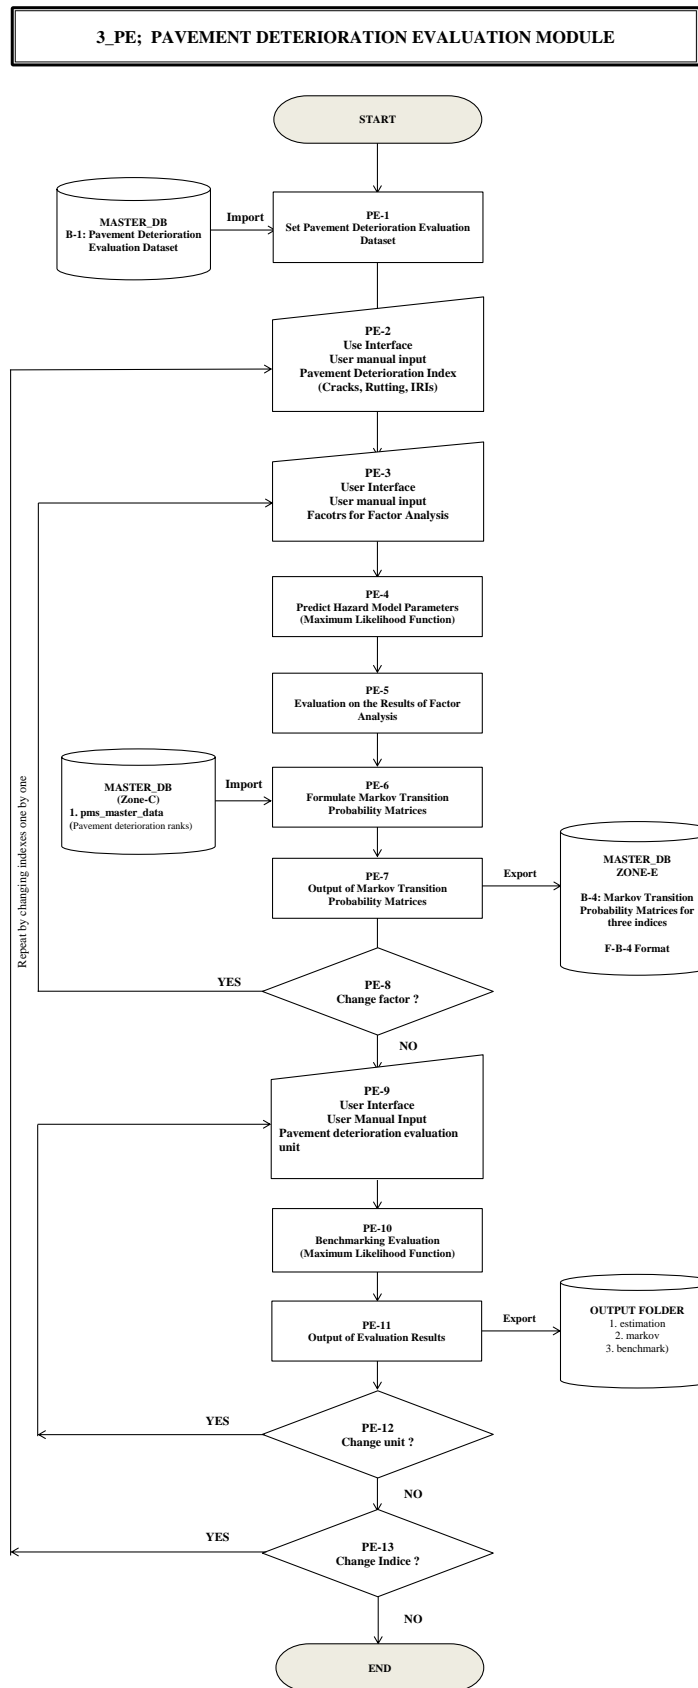 3_PE; PAVEMENT DETERIORATION EVALUATION MODULE
START
MASTER_DB
B-1: Pavement Deterioration
Evaluation Dataset
Import
PE-1
Set Pavement Deterioration Evaluation
Dataset
PE-2
Use Interface
User manual input
Pavement Deterioration Index
(Cracks, Rutting, IRIs)
PE-3
User Interface
User manual input
Facotrs for Factor Analysis
PE-4
Predict Hazard Model Parameters
(Maximum Likelihood Function)
PE-5
Evaluation on the Results of Factor
Analysis
MASTER_DB
(Zone-C)
1. pms_master_data
(Pavement deterioration ranks)
Import
PE-6
Formulate Markov Transition
Probability Matrices
PE-7
Output of Markov Transition
Probability Matrices
Export
MASTER_DB
ZONE-E
B-4: Markov Transition
Probability Matrices for
three indices
F-B-4 Format
Repeat by changing indexes one by one
YES
PE-8
Change factor ?
NO
PE-9
User Interface
User Manual Input
Pavement deterioration evaluation
unit
PE-10
Benchmarking Evaluation
(Maximum Likelihood Function)
PE-11
Output of Evaluation Results
Export
OUTPUT FOLDER
1. estimation
2. markov
3. benchmark)
YES
PE-12
Change unit ?
NO
YES
PE-13
Change Indice ?
NO
END